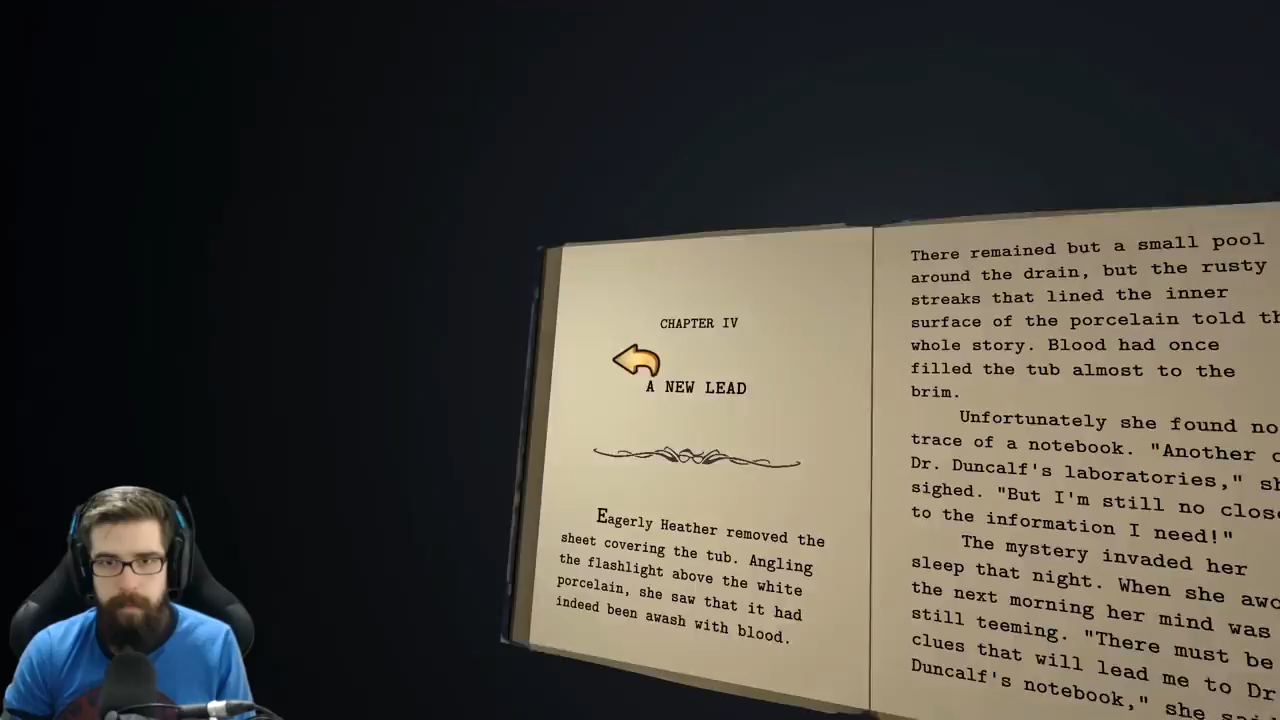 CHAPTER IV
A NEW LEAD
Eagerly Heather removed the
sheet covering the tub. Angling
the flashlight above the white
porcelain, she saw that it had
indeed been awash with blood.
There remained but a small pool
around the drain, but the rusty
streaks that lined the inner
surface of the porcelain told th
whole story. Blood had once
filled the tub almost to the
brim.
Unfortunately she found no
trace of a notebook. "Another
Dr. Duncalf's laboratories," sh
sighed. "But I'm still no close
to the information I need!"
The mystery invaded her
sleep that night. When she awo
the next morning her mind was
still teeming. "There must be
clues that will lead me to Dr
Duncalf's notebook," she